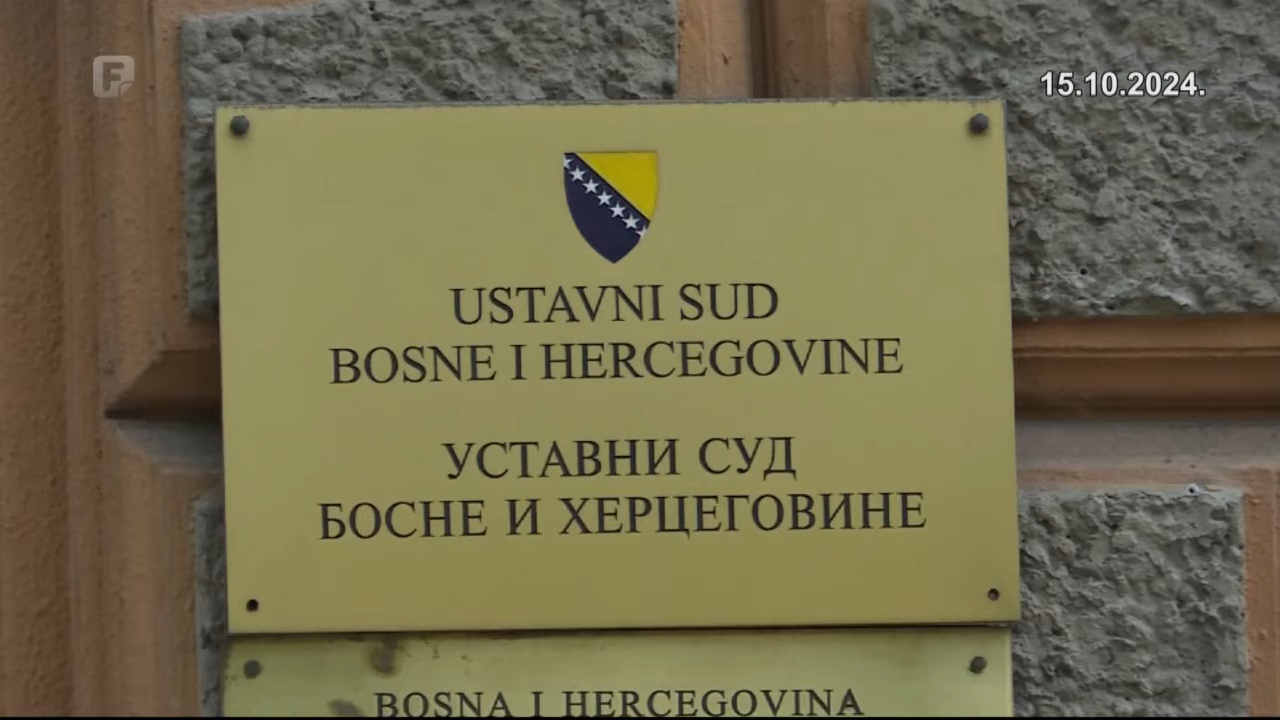 F
15.10.2024.
USTAVNI SUD
BOSNE I HERCEGOVINE
УСТАВНИ СУД
БОСНЕ И ХЕРЦЕГОВИНЕ
BOSNA I HERCEGOVINA